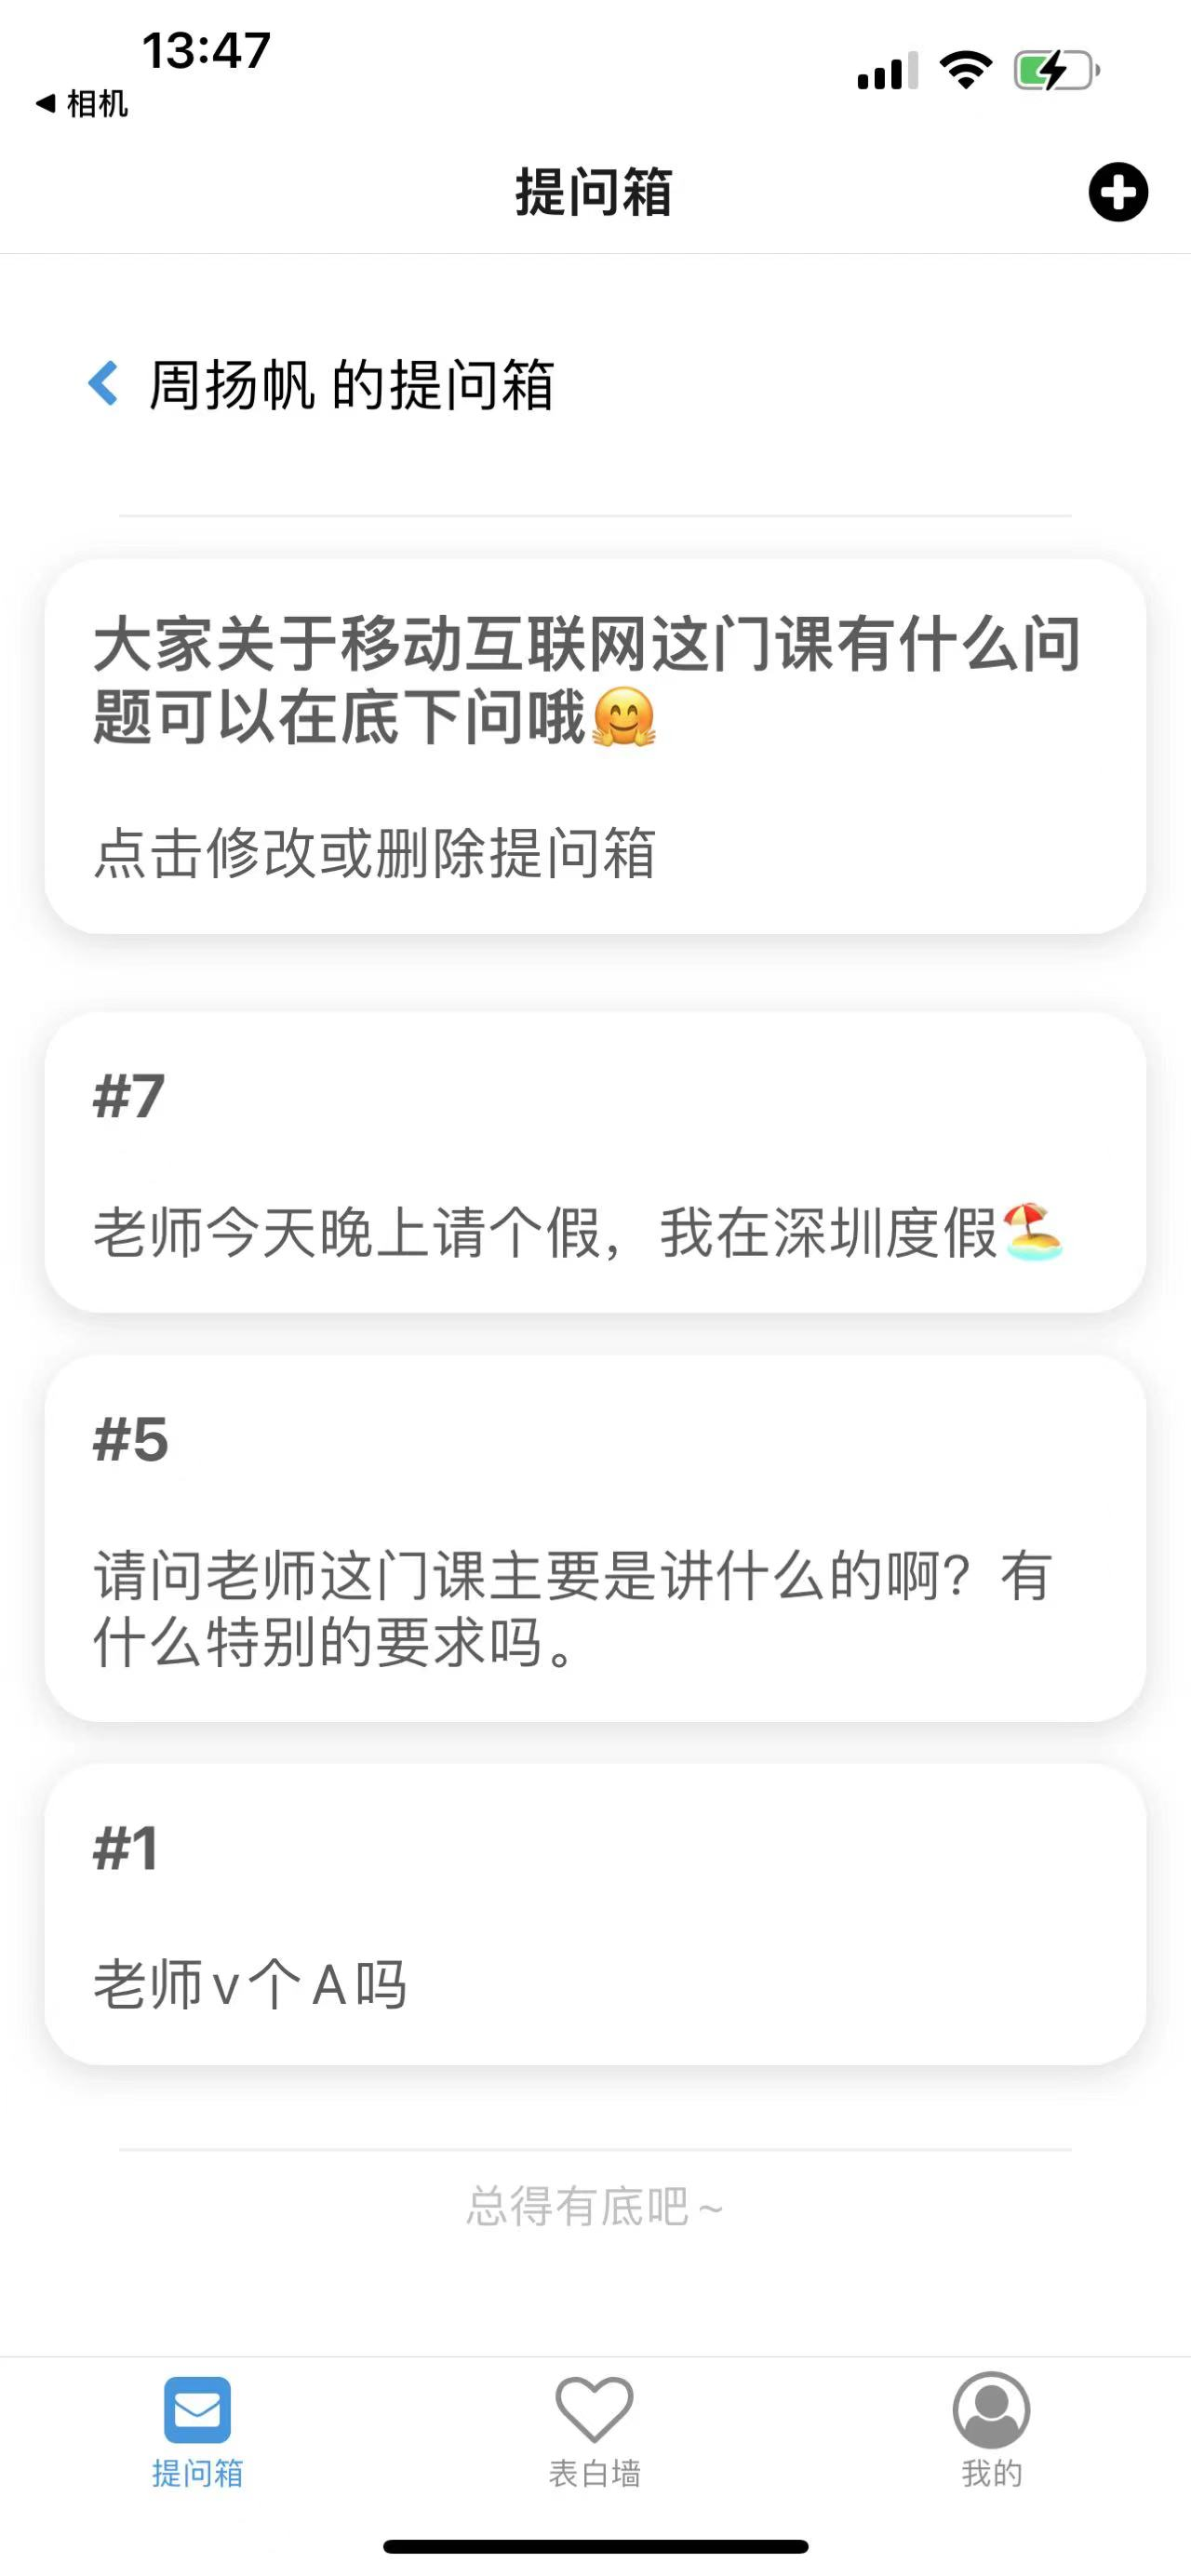 13:47
◀ 相机
提问箱
周扬帆 的提问箱
大家关于移动互联网这门课有什么问
题可以在底下问哦🤗
点击修改或删除提问箱
#7
老师今天晚上请个假，我在深圳度假🏖️
#5
请问老师这门课主要是讲什么的啊？有
什么特别的要求吗。
#1
老师v个A吗
总得有底吧~
提问箱
表白墙
我的